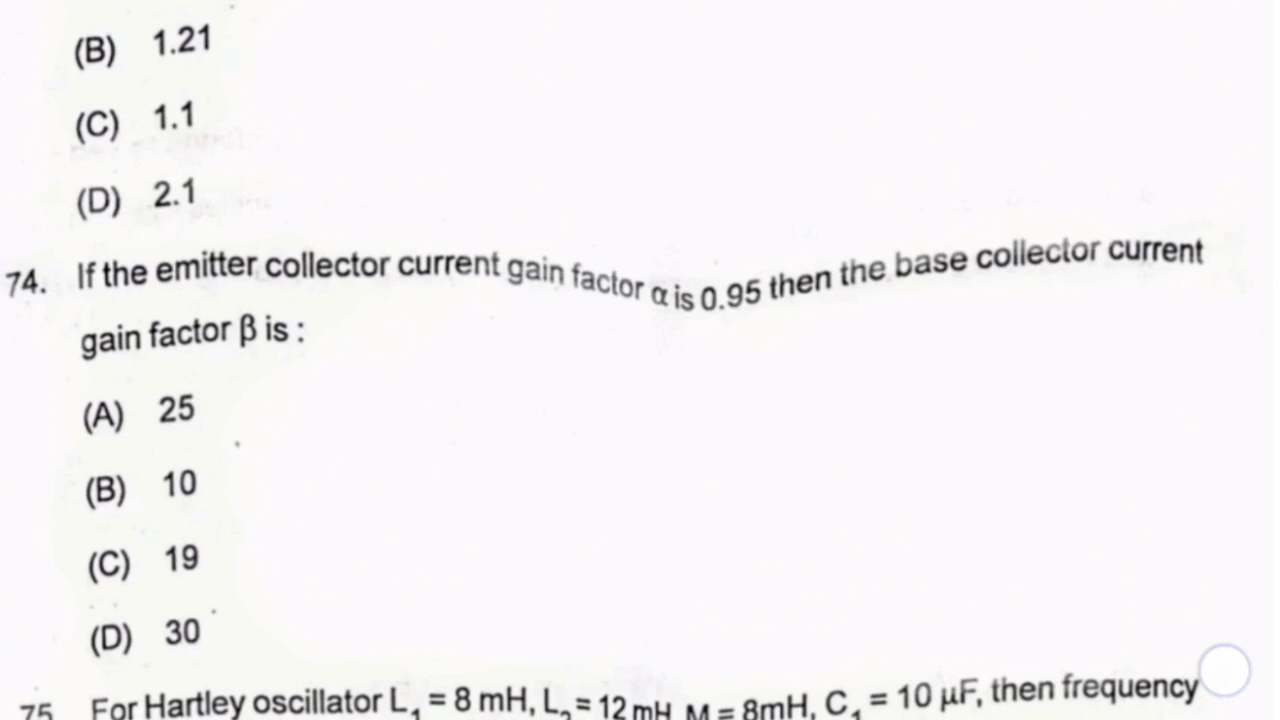 (B) 1.21
(C) 1.1
(D) 2.1
74. If the emitter collector current gain factor α is 0.95 then the base collector current
gain factor β is :
(A) 25
(B) 10
(C) 19
(D) 30
75 For Hartley oscillator L₁ = 8 mH, L₂ = 12 mH, M = 8mH, C₁ = 10 μF, then frequency